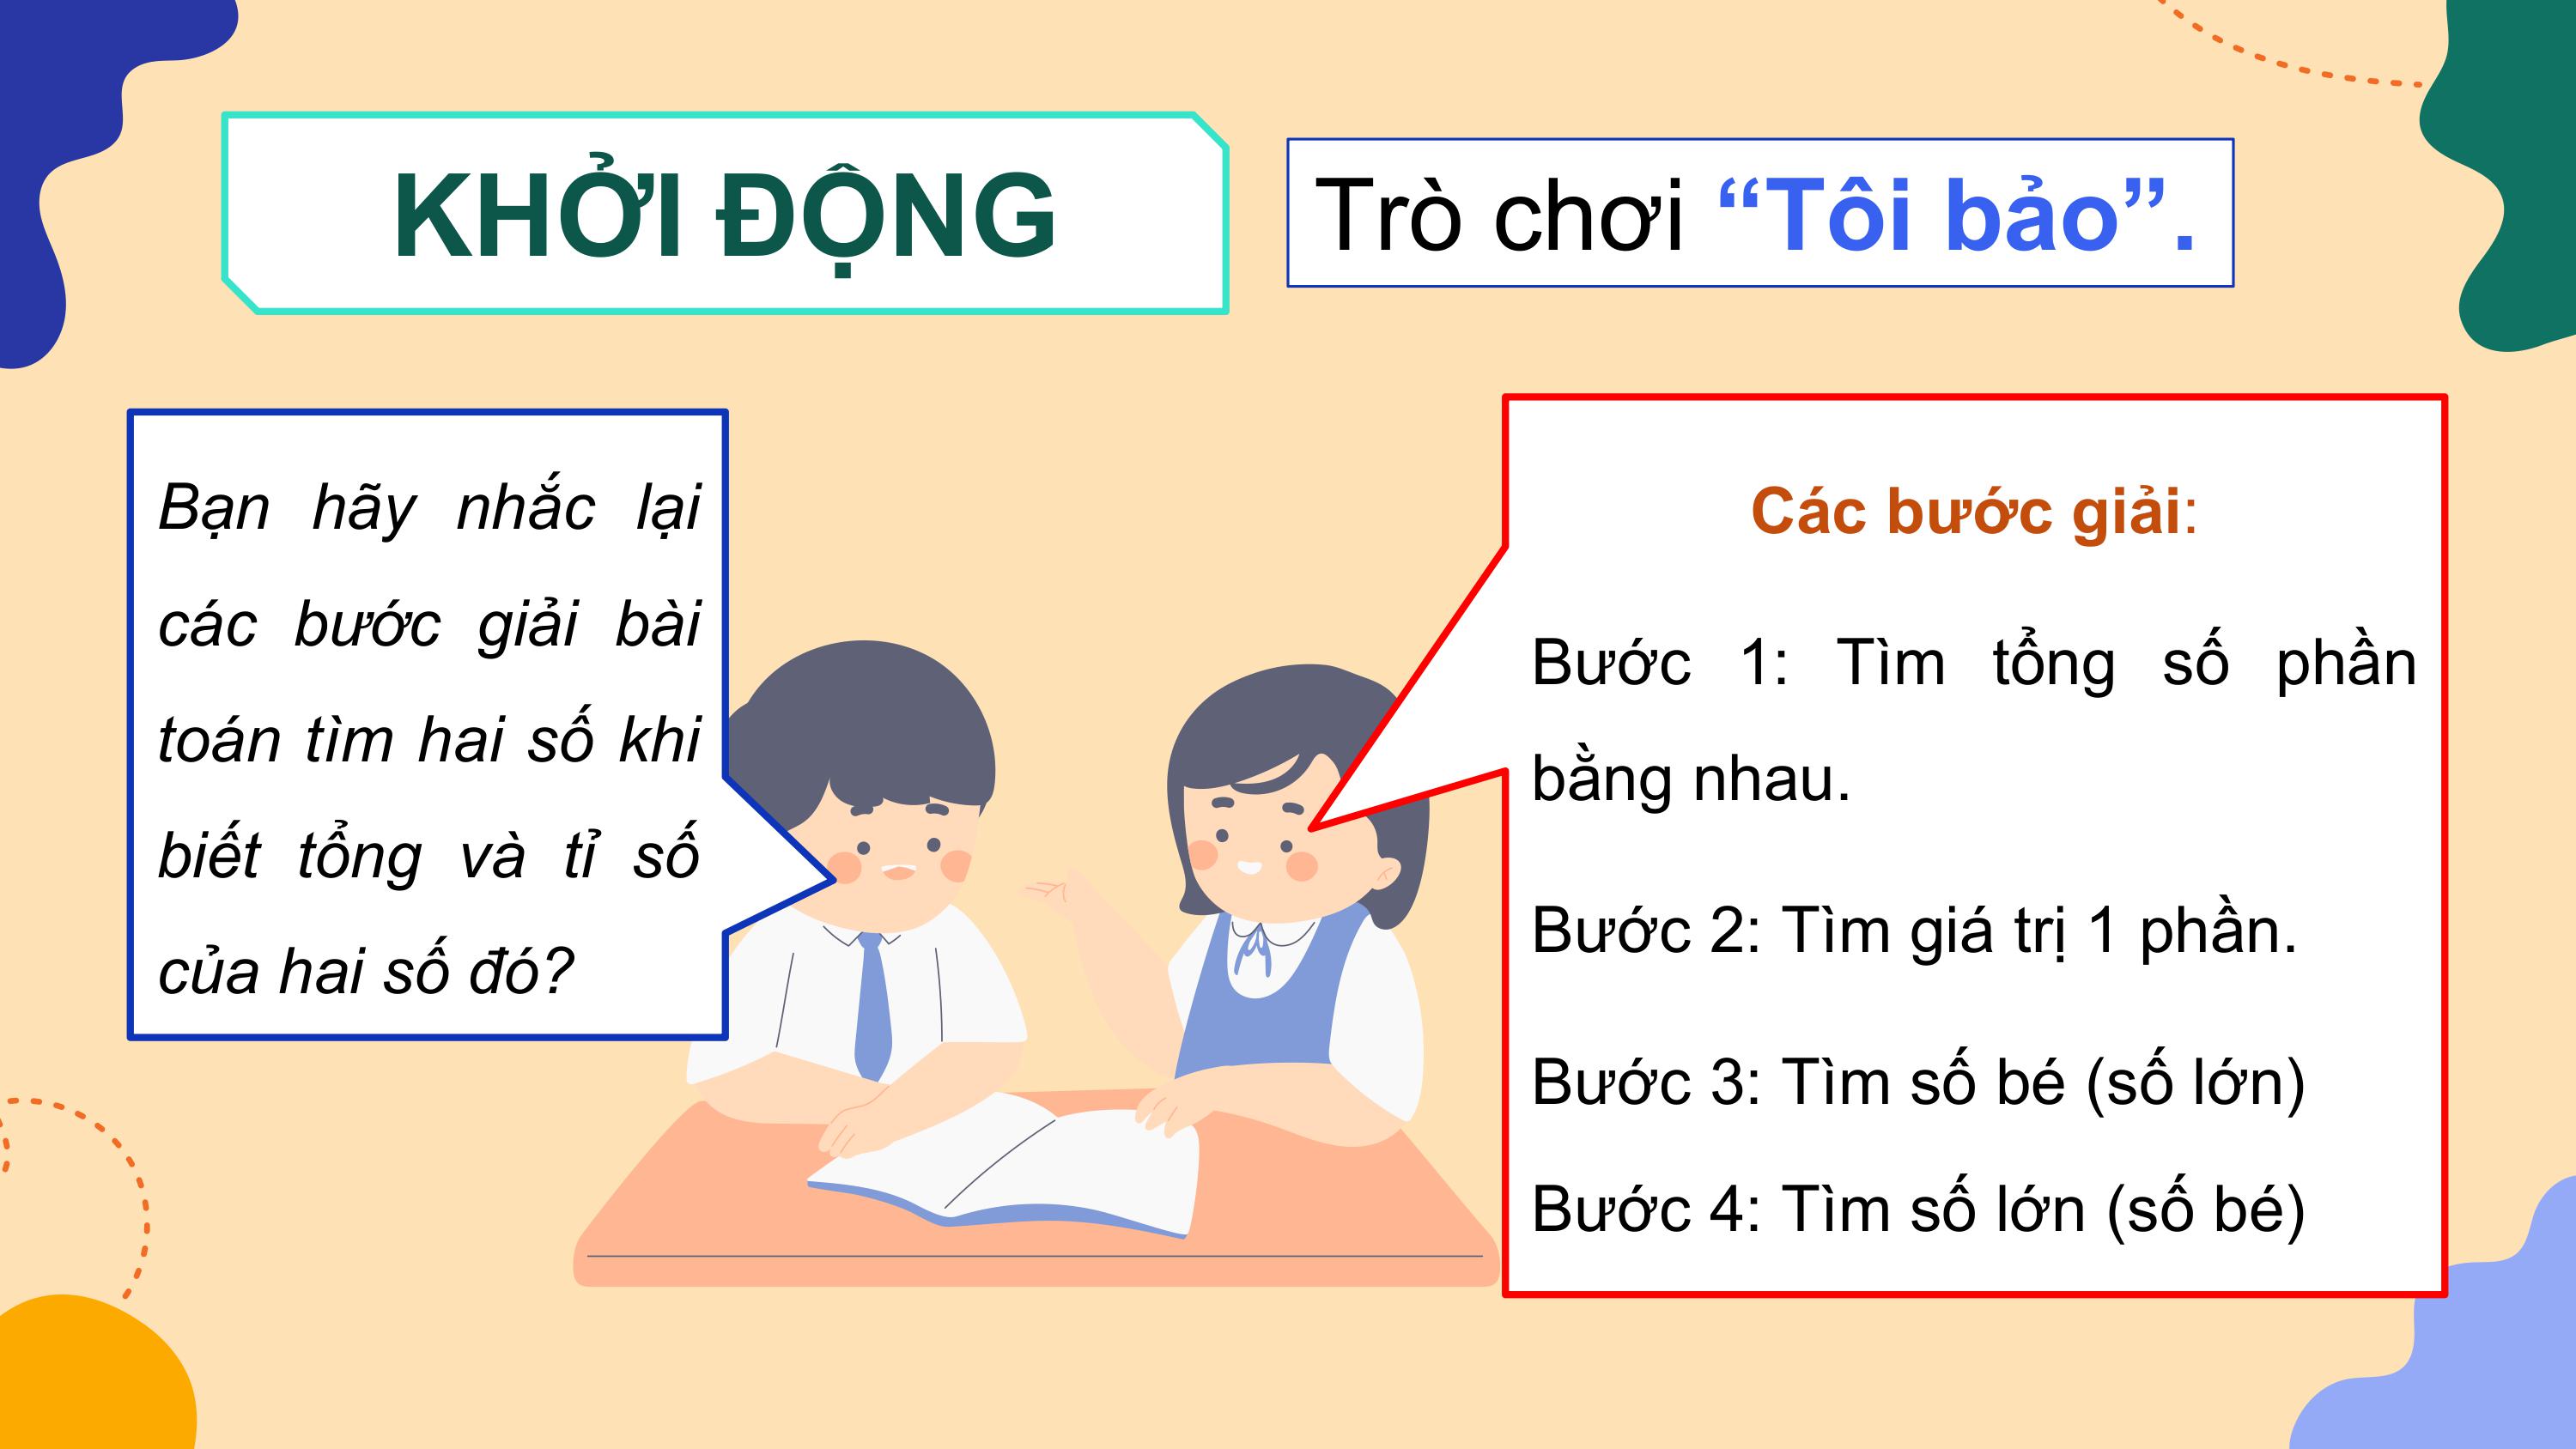 KHỞI ĐỘNG
Trò chơi “Tôi bảo”.
Bạn hãy nhắc lại
các bước giải bài
toán tìm hai số khi
biết tổng và tỉ số
của hai số đó?
Các bước giải:
Bước 1: Tìm tổng số phần
bằng nhau.
Bước 2: Tìm giá trị 1 phần.
Bước 3: Tìm số bé (số lớn)
Bước 4: Tìm số lớn (số bé)